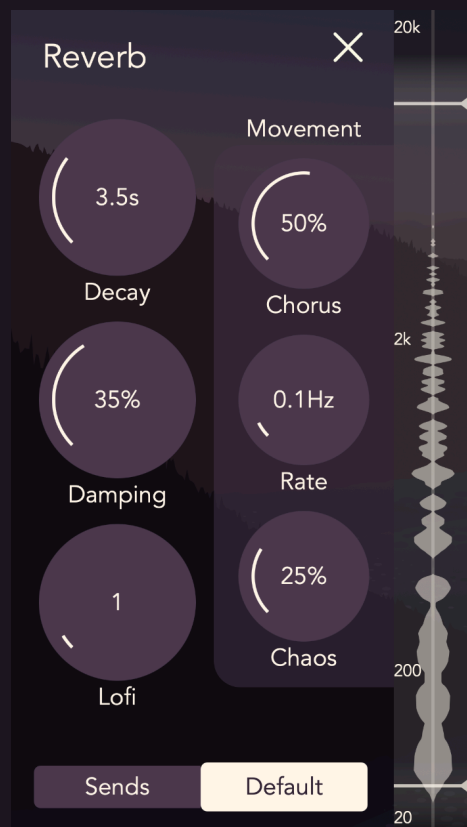 Reverb
3.5s
Decay
35%
Damping
1
Lofi
Movement
50%
Chorus
0.1Hz
Rate
25%
Chaos
Sends
Default
20k
2k
200
20